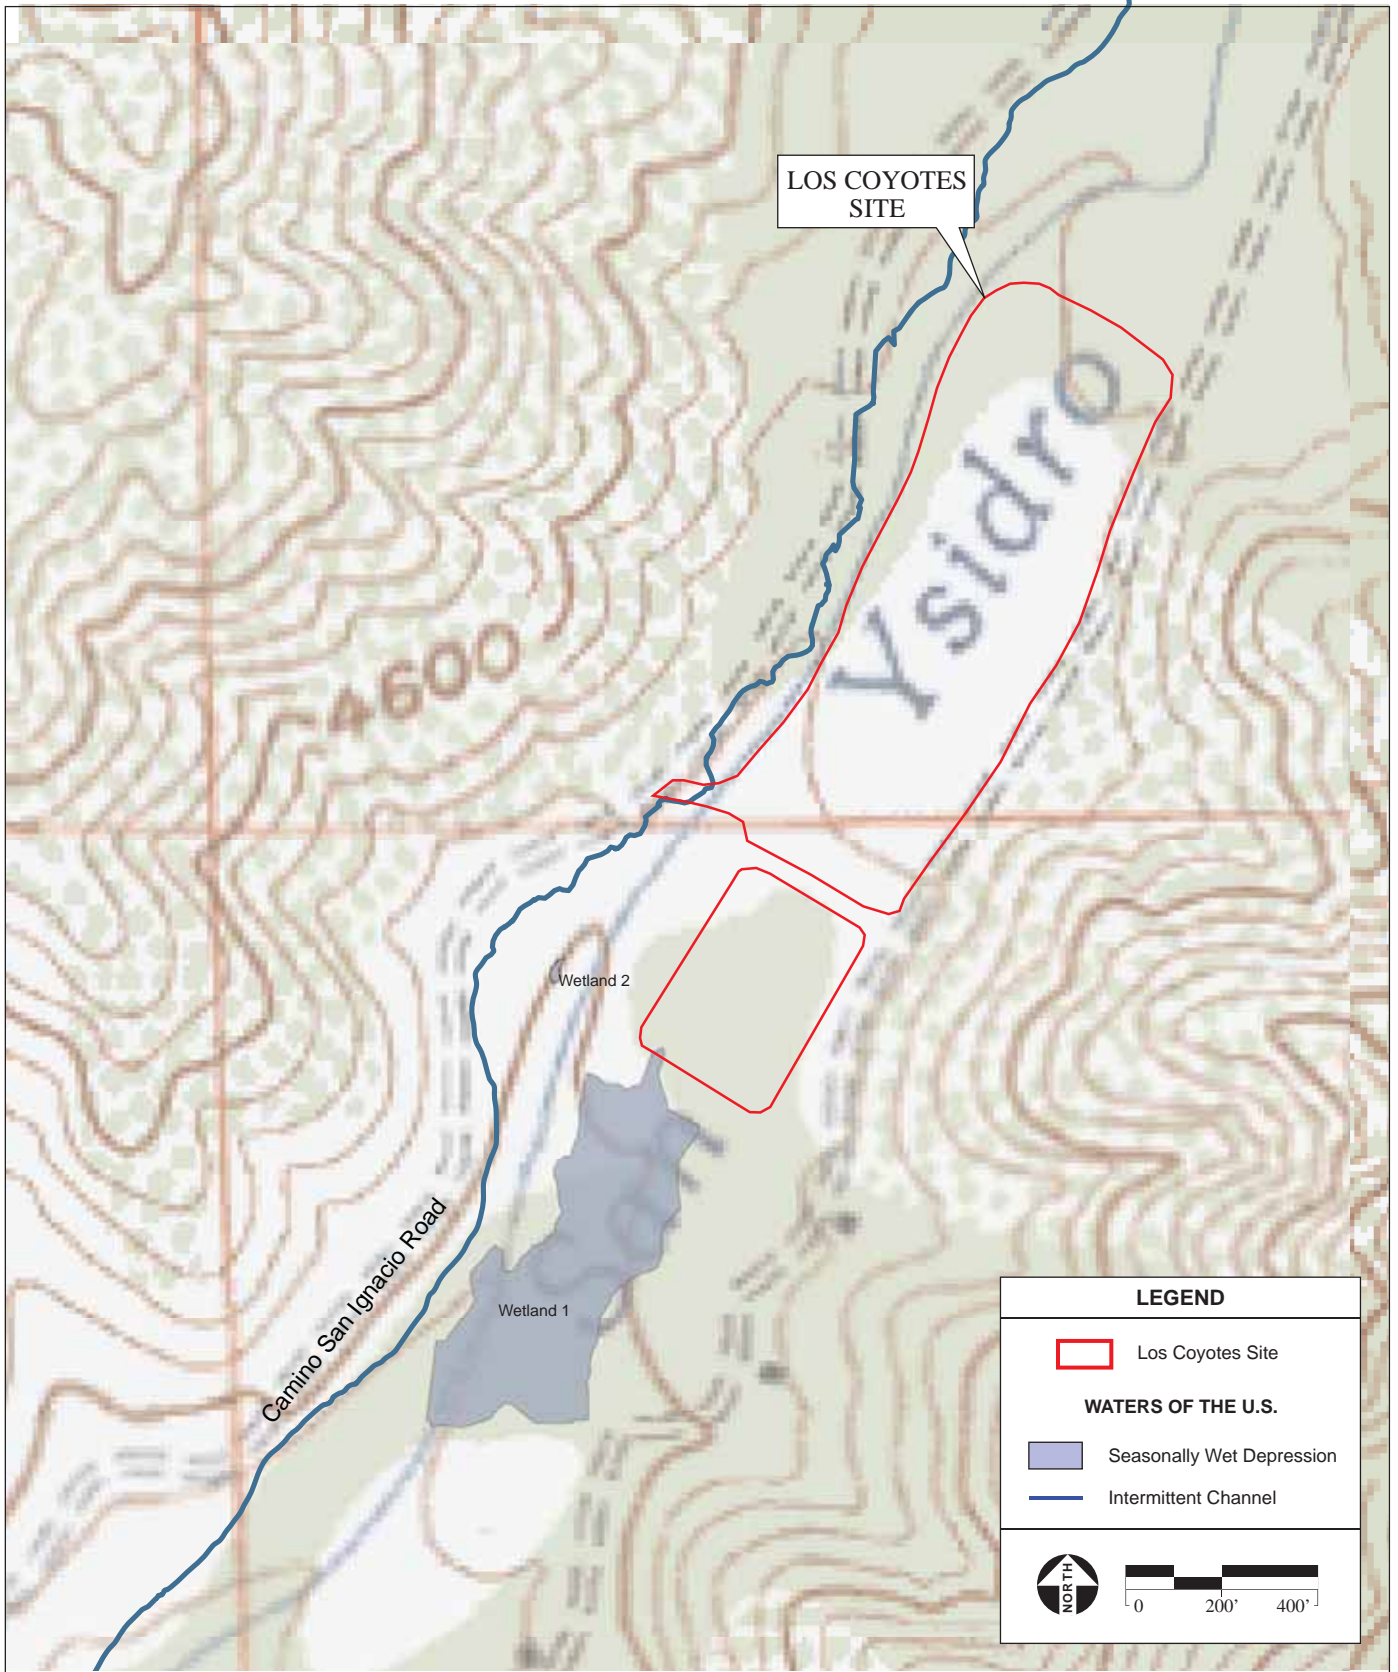 LOS COYOTES
SITE
Ysidro
4600
Wetland 2
Wetland 1
Camino San Ignacio Road
LEGEND
Los Coyotes Site
WATERS OF THE U.S.
Seasonally Wet Depression
Intermittent Channel
NORTH
0 200' 400'